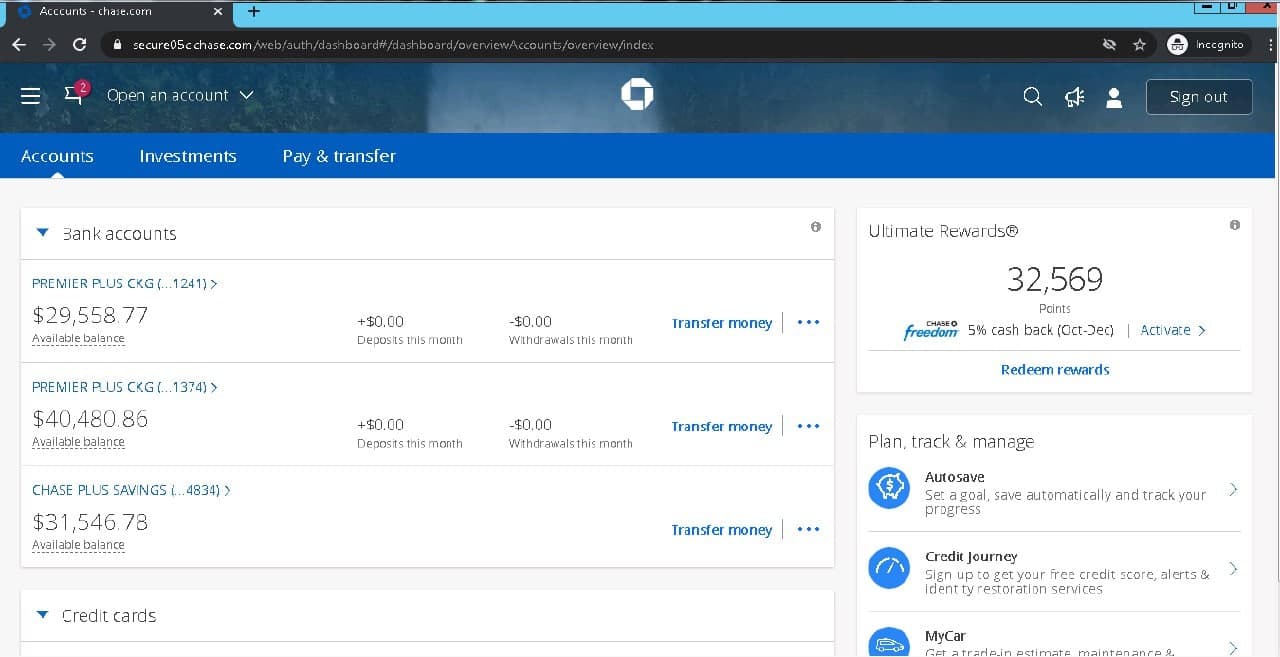 Accounts - chase.com
secure05c.chase.com/web/auth/dashboard#/dashboard/overviewAccounts/overview/index
Incognito
2
Open an account
Sign out
Accounts
Investments
Pay & transfer
Bank accounts
PREMIER PLUS CKG (...1241)
$29,558.77
Available balance
+$0.00
Deposits this month
-$0.00
Withdrawals this month
Transfer money
PREMIER PLUS CKG (...1374)
$40,480.86
Available balance
+$0.00
Deposits this month
-$0.00
Withdrawals this month
Transfer money
CHASE PLUS SAVINGS (...4834)
$31,546.78
Available balance
Transfer money
Credit cards
Ultimate Rewards®
32,569
Points
CHASE freedom 5% cash back (Oct-Dec) | Activate
Redeem rewards
Plan, track & manage
Autosave
Set a goal, save automatically and track your
progress
Credit Journey
Sign up to get your free credit score, alerts &
identity restoration services
MyCar
Get a trade-in estimate, maintenance &